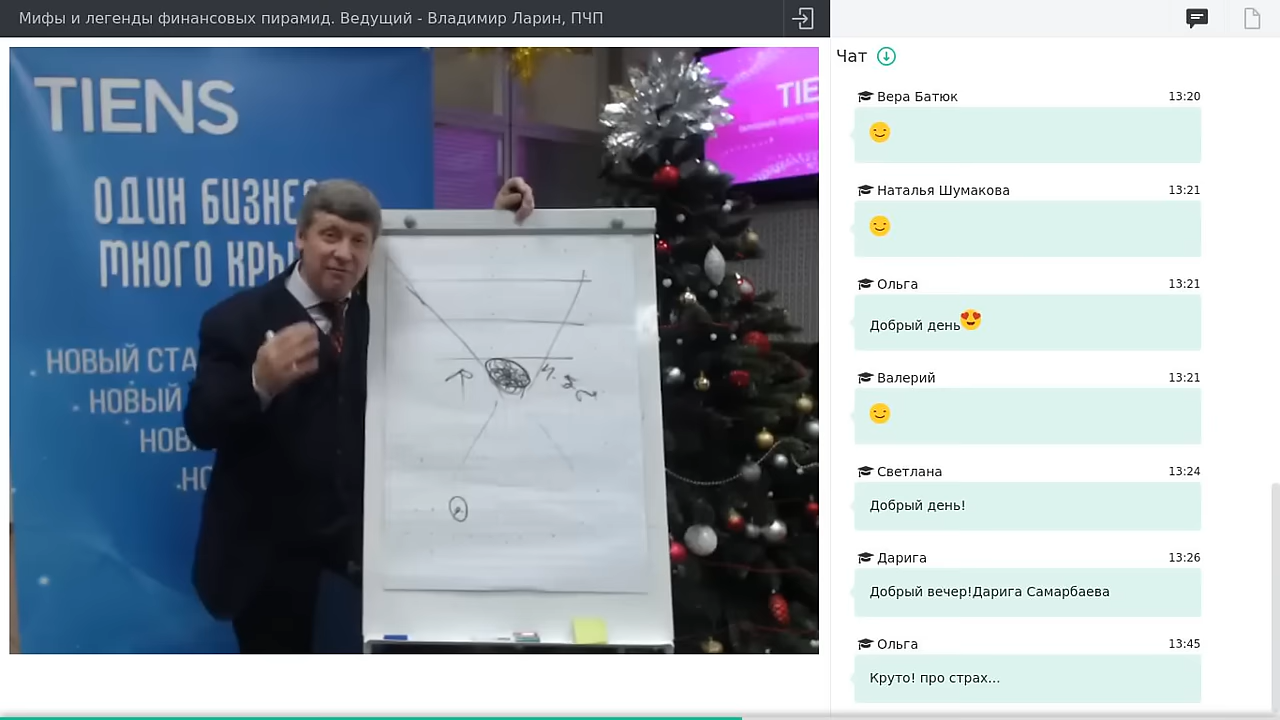 Мифы и легенды финансовых пирамид. Ведущий - Владимир Ларин, ПЧП
TIENS
ОДИН БИЗНЕС
МНОГО КРЫ
НОВЫЙ СТА
НОВЫЙ
НОВ
НО
TIE
Чат
Вера Батюк 13:20
😊
Наталья Шумакова 13:21
😊
Ольга 13:21
Добрый день😍
Валерий 13:21
😊
Светлана 13:24
Добрый день!
Дарига 13:26
Добрый вечер!Дарига Самарбаева
Ольга 13:45
Круто! про страх...